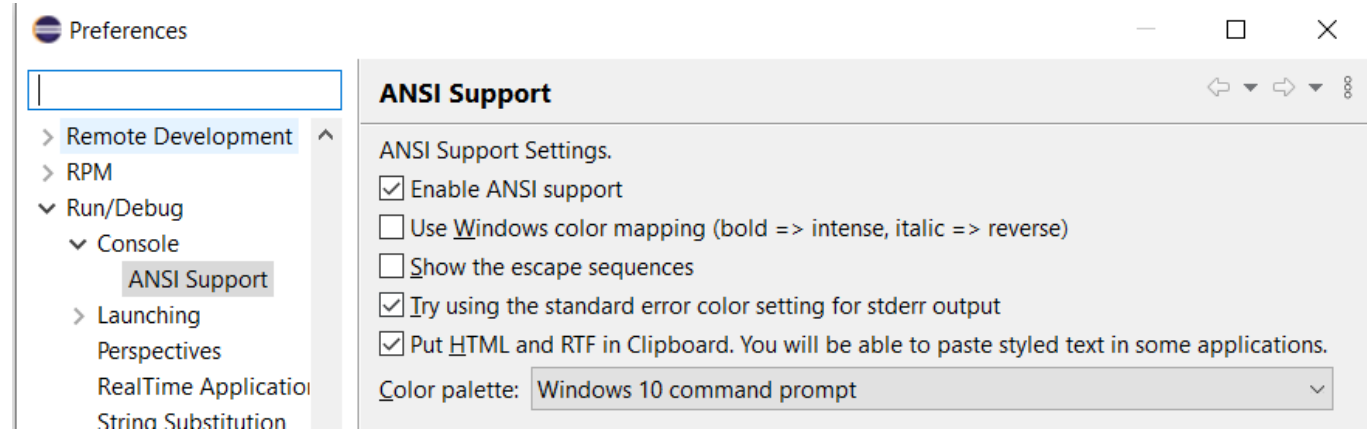 Preferences
Remote Development
RPM
Run/Debug
Console
ANSI Support
Launching
Perspectives
RealTime Application
String Substitution
ANSI Support
ANSI Support Settings.
Enable ANSI support
Use Windows color mapping (bold => intense, italic => reverse)
Show the escape sequences
Try using the standard error color setting for stderr output
Put HTML and RTF in Clipboard. You will be able to paste styled text in some applications.
Color palette: Windows 10 command prompt